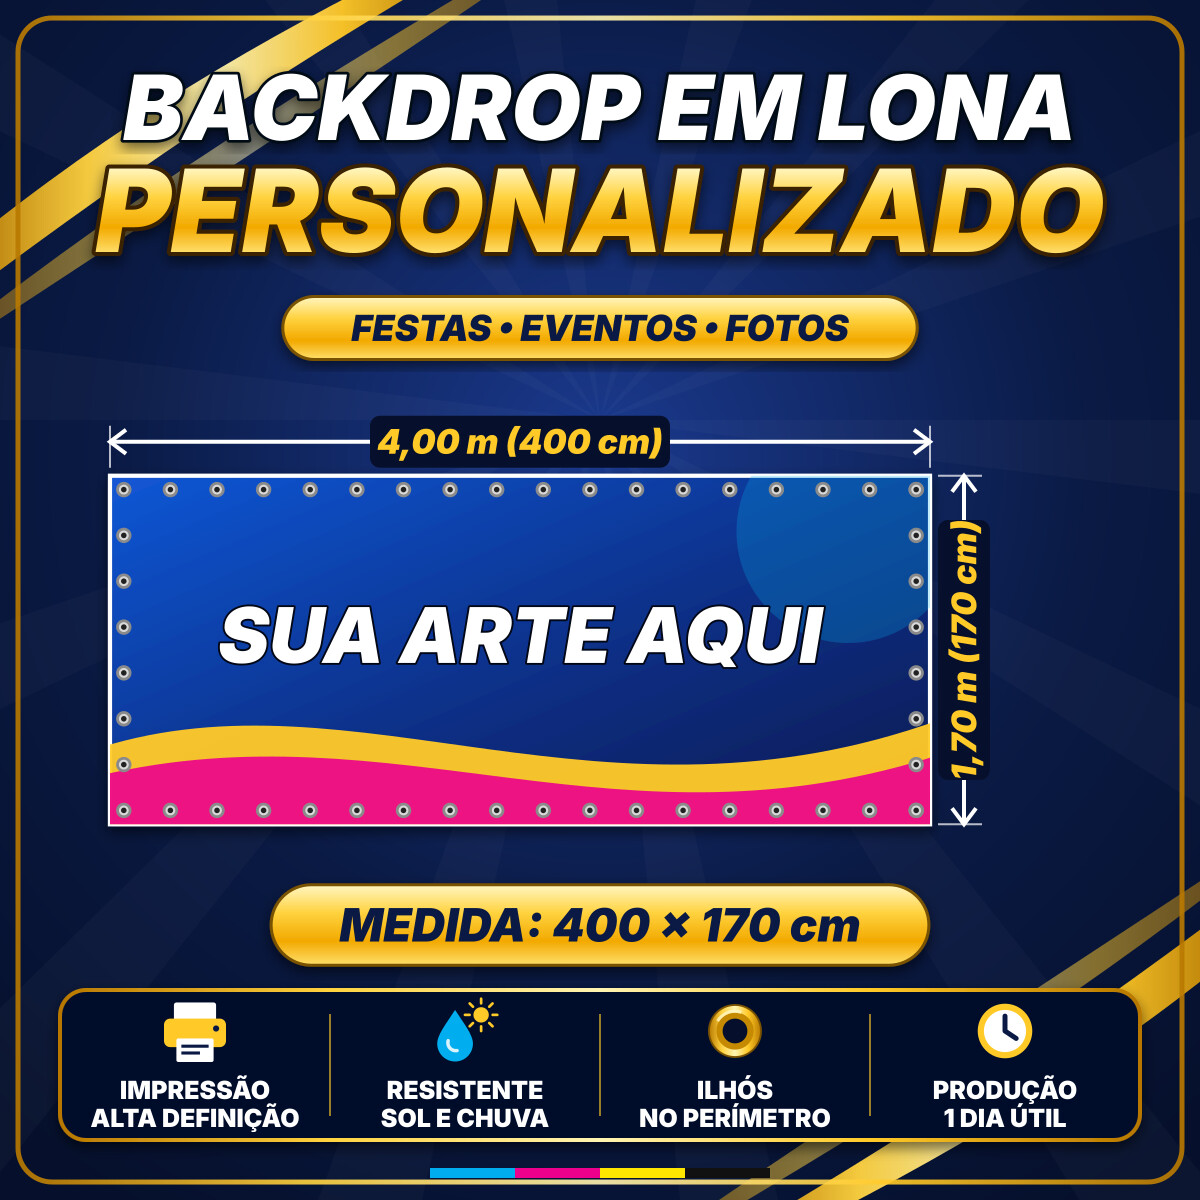 BACKDROP EM LONA
PERSONALIZADO
FESTAS • EVENTOS • FOTOS
4,00 m (400 cm)
1,70 m (170 cm)
SUA ARTE AQUI
MEDIDA: 400 × 170 cm
IMPRESSÃO
ALTA DEFINIÇÃO
RESISTENTE
SOL E CHUVA
ILHÓS
NO PERÍMETRO
PRODUÇÃO
1 DIA ÚTIL